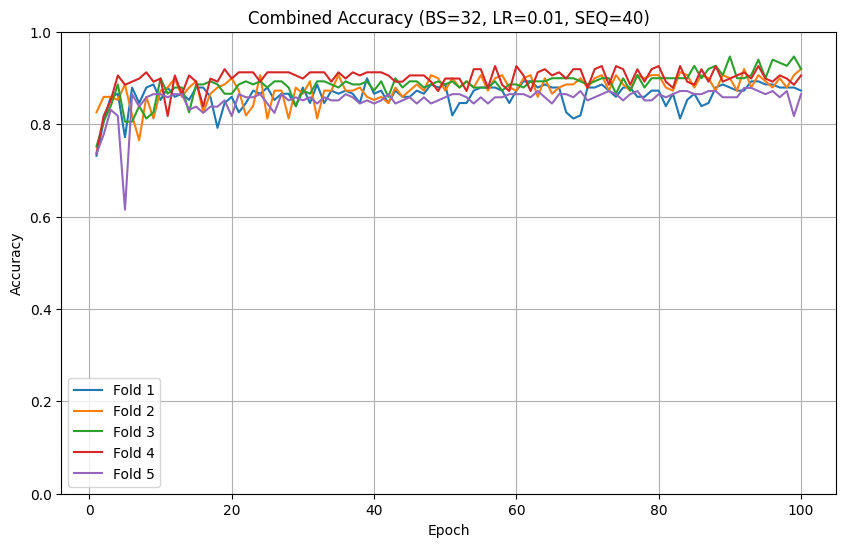 Combined Accuracy (BS=32, LR=0.01, SEQ=40)
1.0
0.8
0.6
0.4
0.2
0.0
Accuracy
Fold 1
Fold 2
Fold 3
Fold 4
Fold 5
0 20 40 60 80 100
Epoch